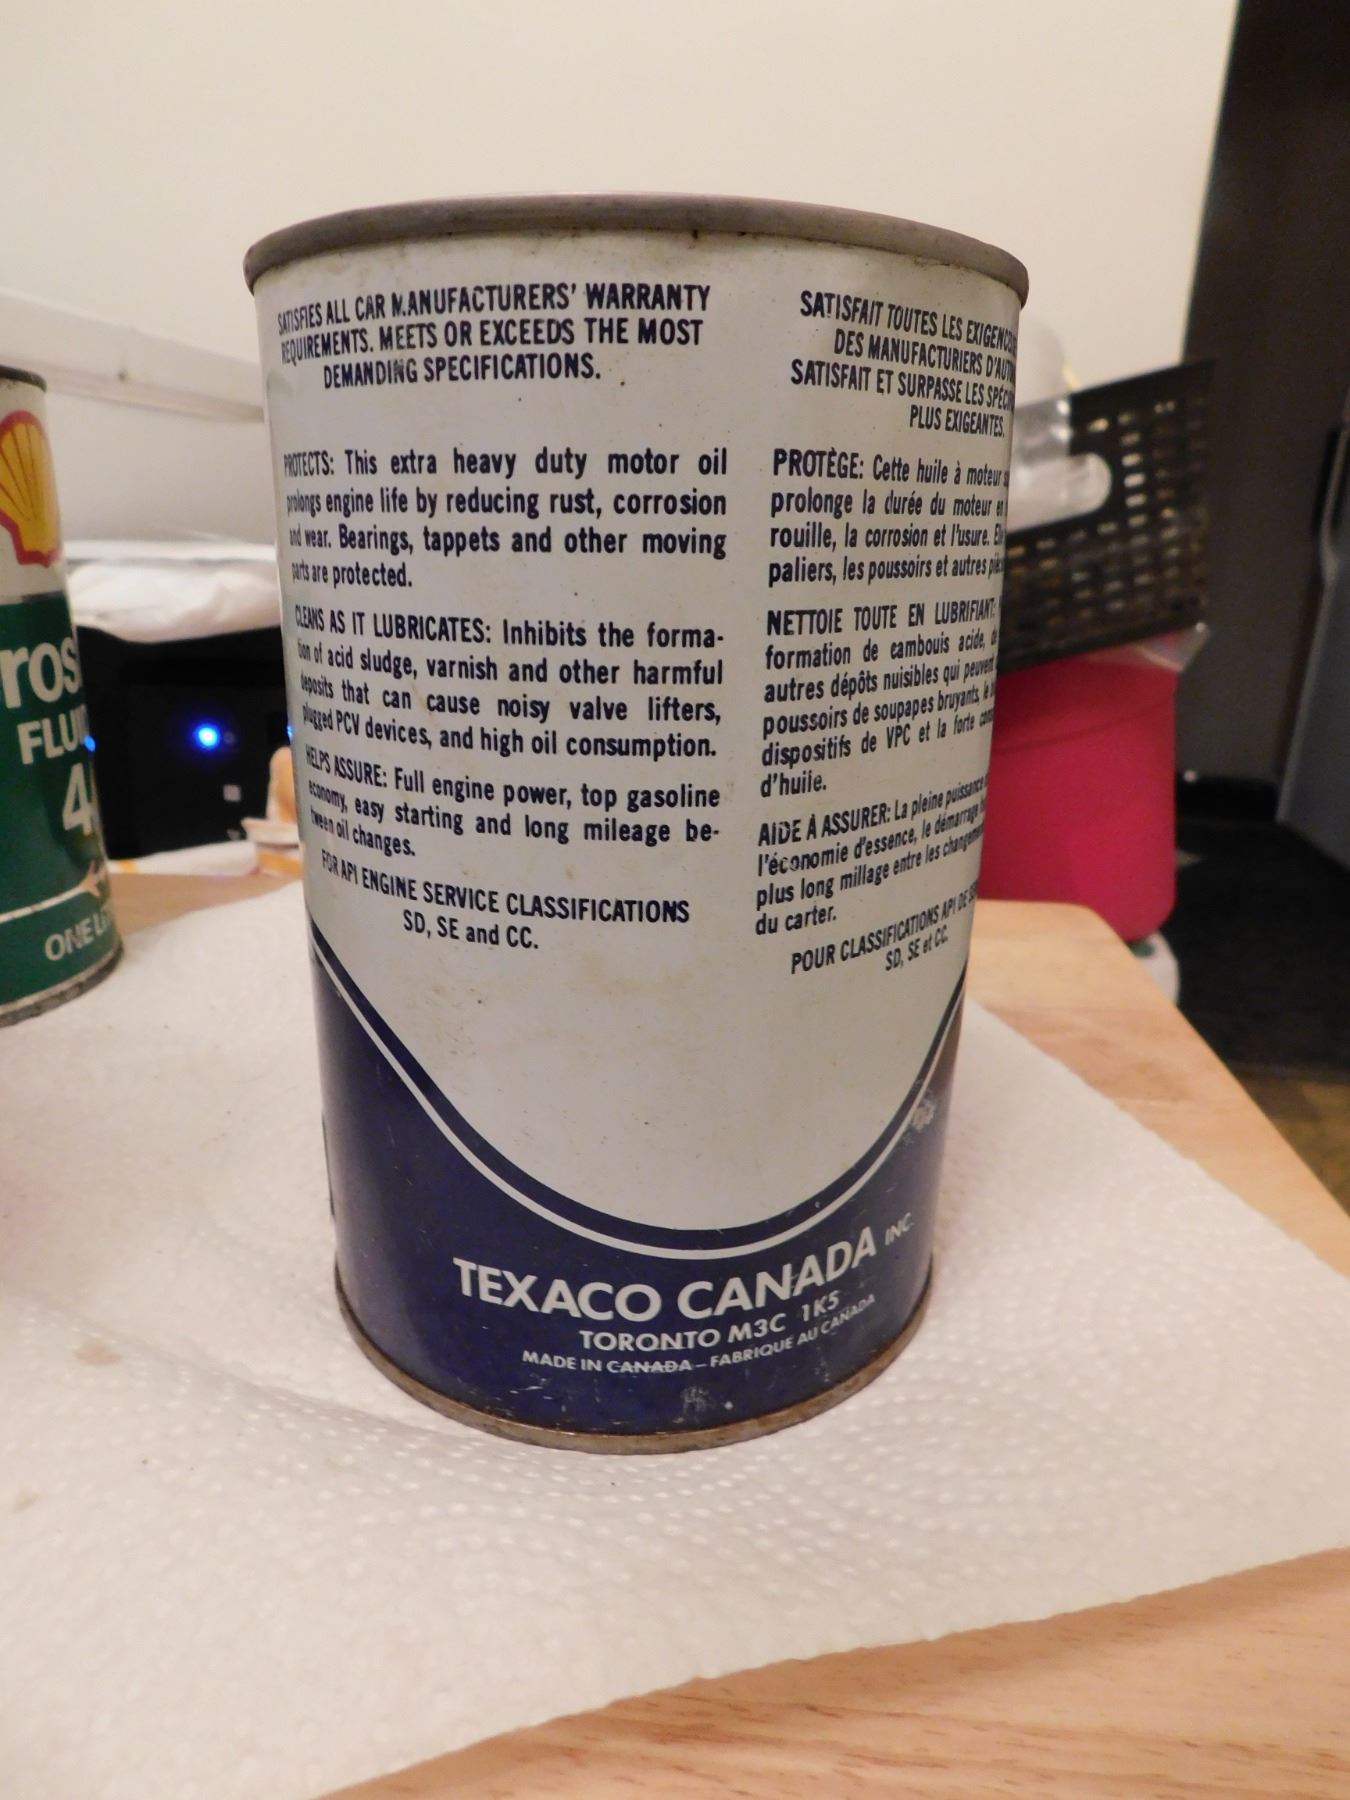 SATISFIES ALL CAR MANUFACTURERS' WARRANTY
REQUIREMENTS. MEETS OR EXCEEDS THE MOST
DEMANDING SPECIFICATIONS.
PROTECTS: This extra heavy duty motor oil
prolongs engine life by reducing rust, corrosion
and wear. Bearings, tappets and other moving
parts are protected.
CLEANS AS IT LUBRICATES: Inhibits the forma-
tion of acid sludge, varnish and other harmful
deposits that can cause noisy valve lifters,
plugged PCV devices, and high oil consumption.
HELPS ASSURE: Full engine power, top gasoline
economy, easy starting and long mileage be-
tween oil changes.
FOR API ENGINE SERVICE CLASSIFICATIONS
SD, SE and CC.
SATISFAIT TOUTES LES
DES MANUFACTURIERS
SATISFAIT ET SURPASSE LES
PLUS EXIGEANTES.
PROTÈGE: Cette huile à moteur
prolonge la durée du moteur en
rouille, la corrosion et l'usure.
paliers, les poussoirs et autres
NETTOIE TOUTE EN LUBRIFIANT:
formation de cambouis acide,
autres dépôts nuisibles qui peuvent
poussoirs de soupapes bruyants, le
dispositifs de VPC et la forte
d'huile.
AIDE À ASSURER: La pleine puissance
l'économie d'essence, le démarrage
plus long millage entre les
du carter.
POUR CLASSIFICATIONS API DE
SD, SE et CC.
TEXACO CANADA INC.
TORONTO M3C 1K5
MADE IN CANADA – FABRIQUE AU CANADA
ONE